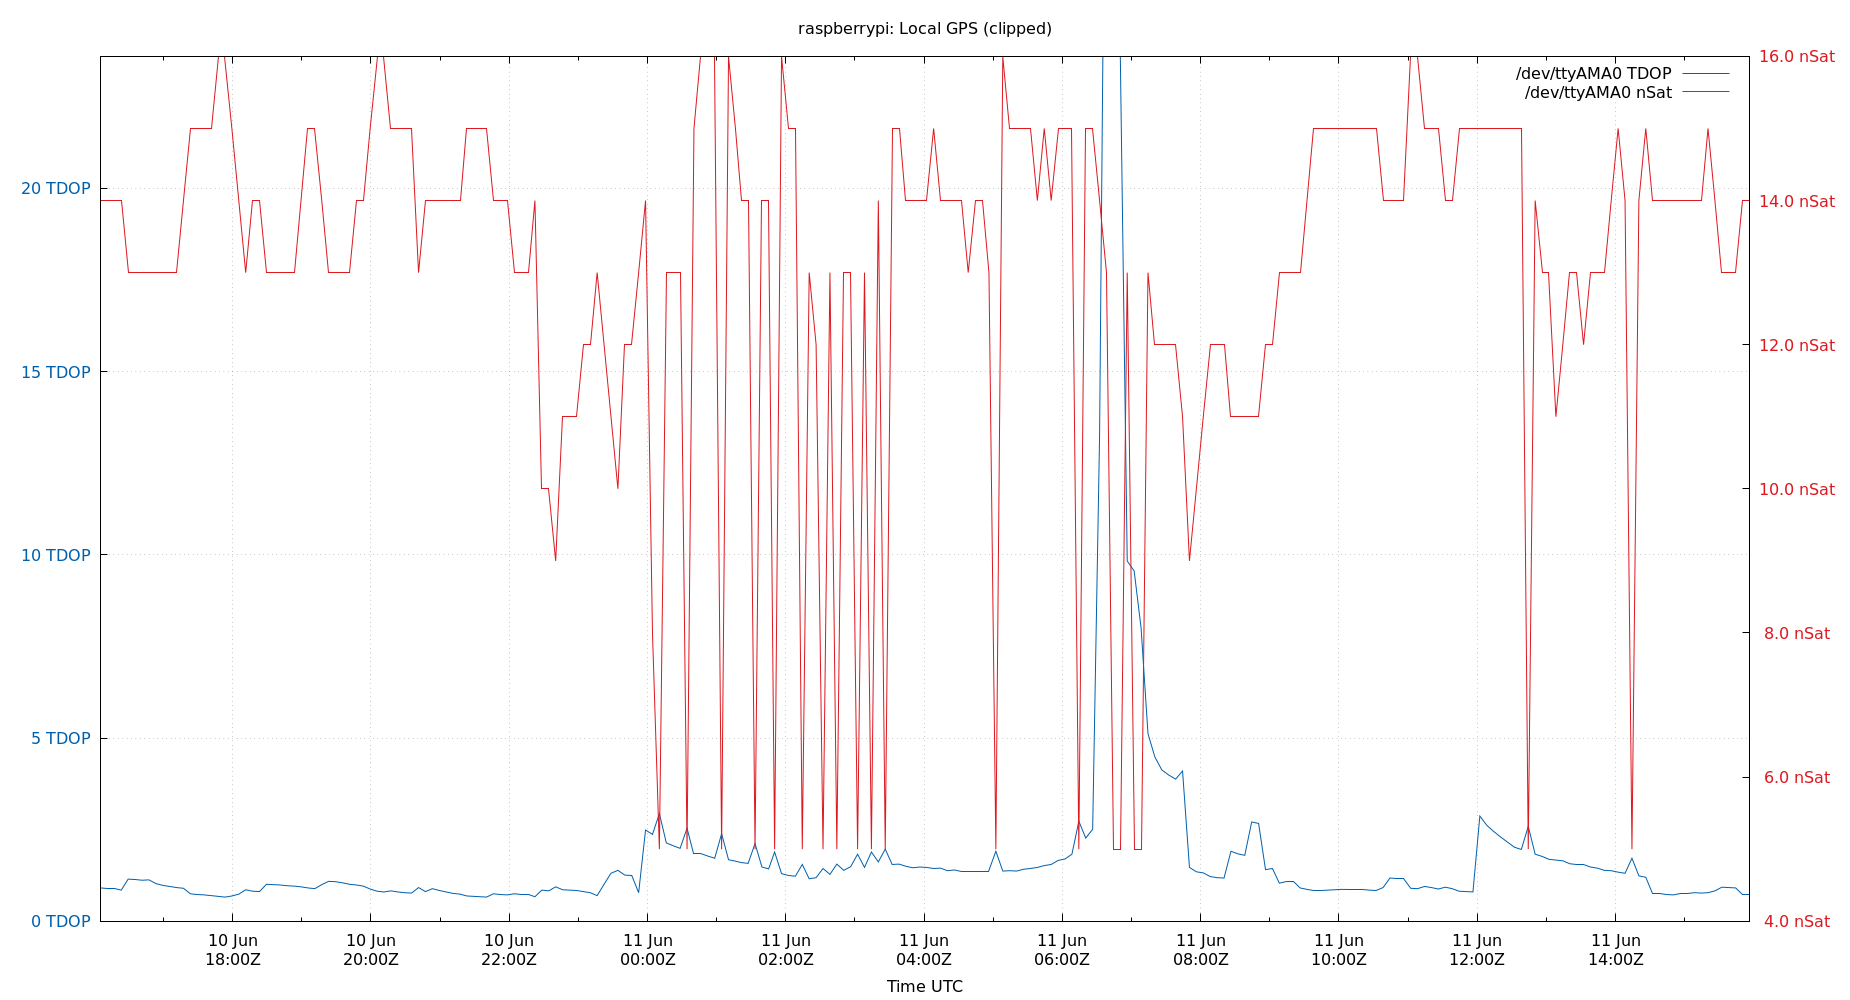 raspberrypi: Local GPS (clipped)
/dev/ttyAMA0 TDOP
/dev/ttyAMA0 nSat
20 TDOP
15 TDOP
10 TDOP
5 TDOP
0 TDOP
16.0 nSat
14.0 nSat
12.0 nSat
10.0 nSat
8.0 nSat
6.0 nSat
4.0 nSat
10 Jun
18:00Z
10 Jun
20:00Z
10 Jun
22:00Z
11 Jun
00:00Z
11 Jun
02:00Z
11 Jun
04:00Z
11 Jun
06:00Z
11 Jun
08:00Z
11 Jun
10:00Z
11 Jun
12:00Z
11 Jun
14:00Z
Time UTC